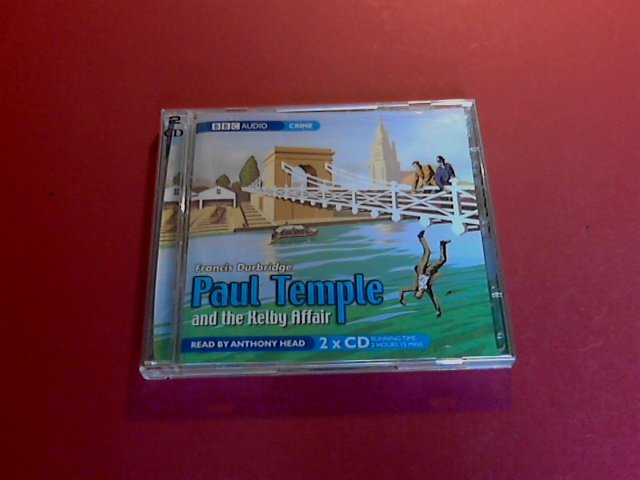 2
CD
BBC AUDIO CRIME
Francis Durbridge
Paul Temple
and the Kelby Affair
READ BY ANTHONY HEAD 2 x CD RUNNING TIME
2 HOURS 15 MINS